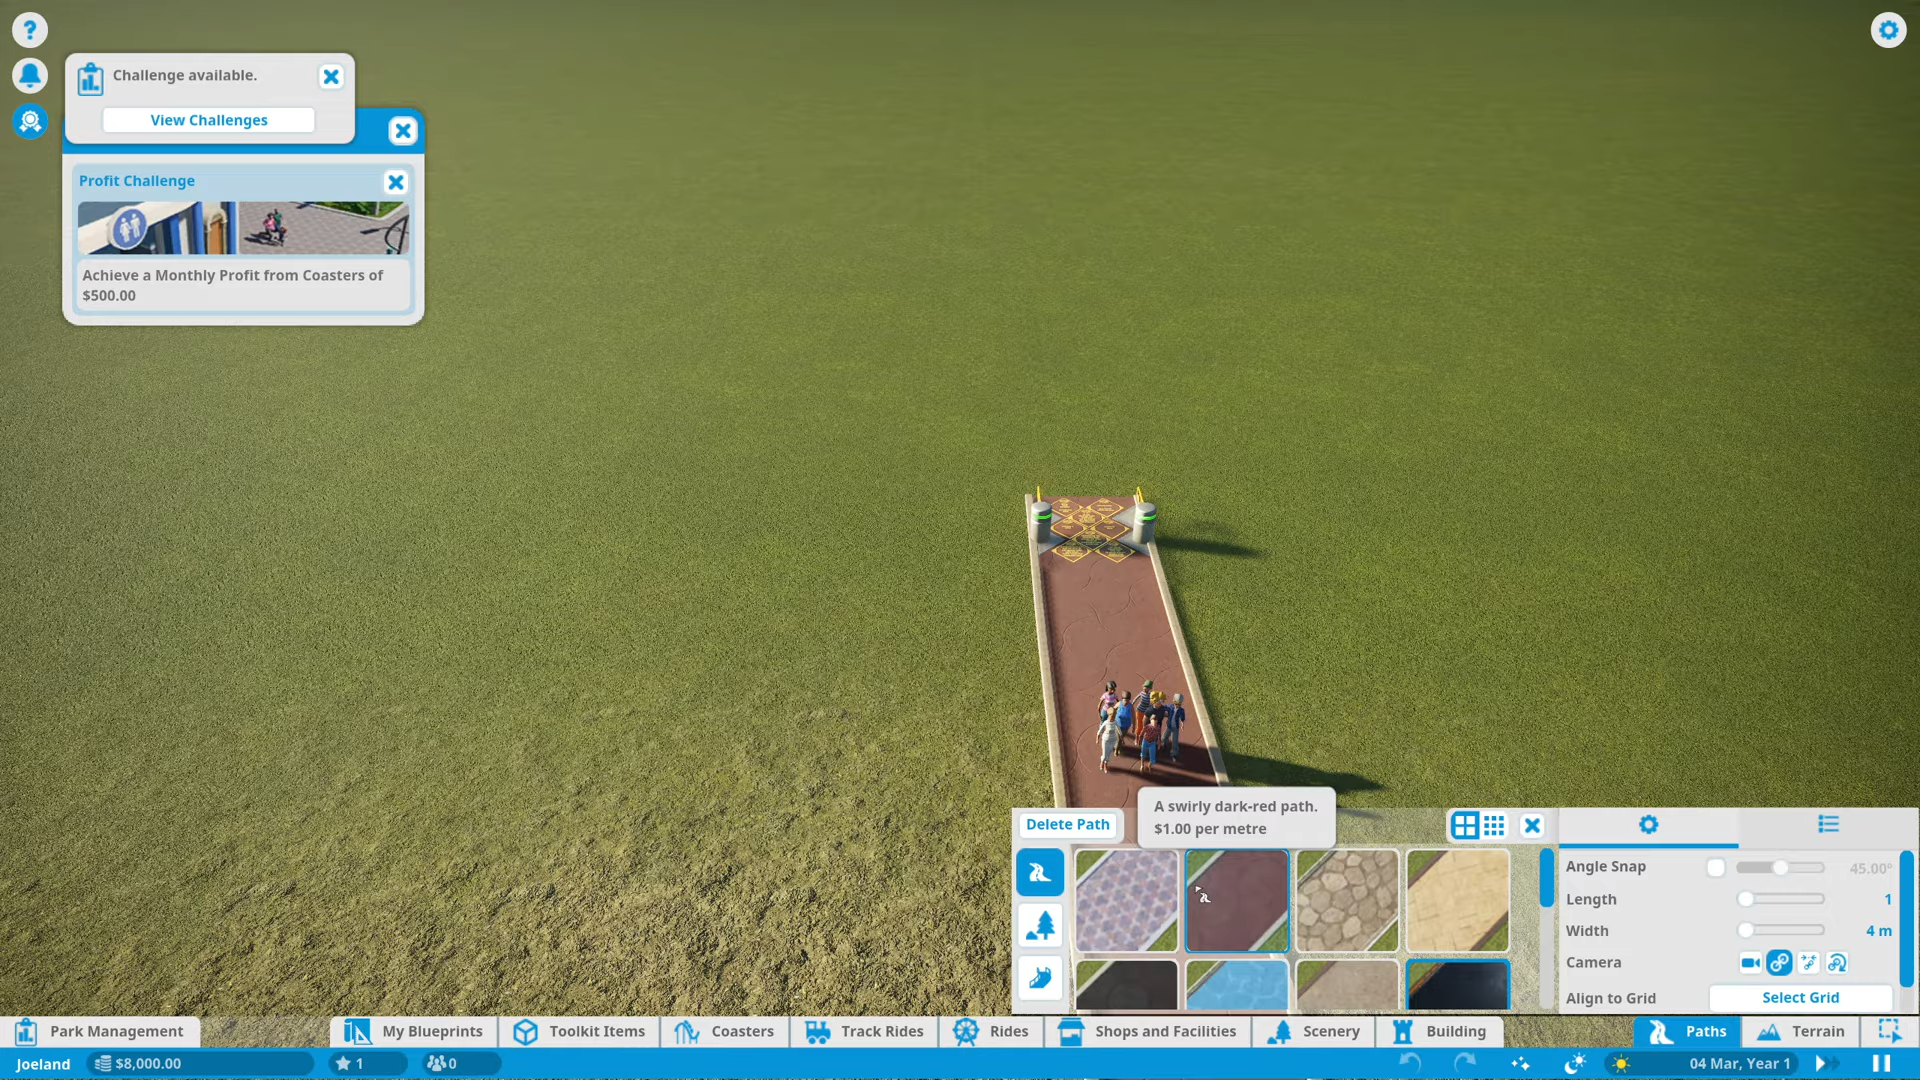 ?
Challenge available.
View Challenges
Profit Challenge
Achieve a Monthly Profit from Coasters of
$500.00
A swirly dark-red path.
$1.00 per metre
Delete Path
Angle Snap
45.00°
Length
1
Width
4 m
Camera
Align to Grid
Select Grid
Park Management
My Blueprints
Toolkit Items
Coasters
Track Rides
Rides
Shops and Facilities
Scenery
Building
Paths
Terrain
Joeland
$8,000.00
1
0
04 Mar, Year 1